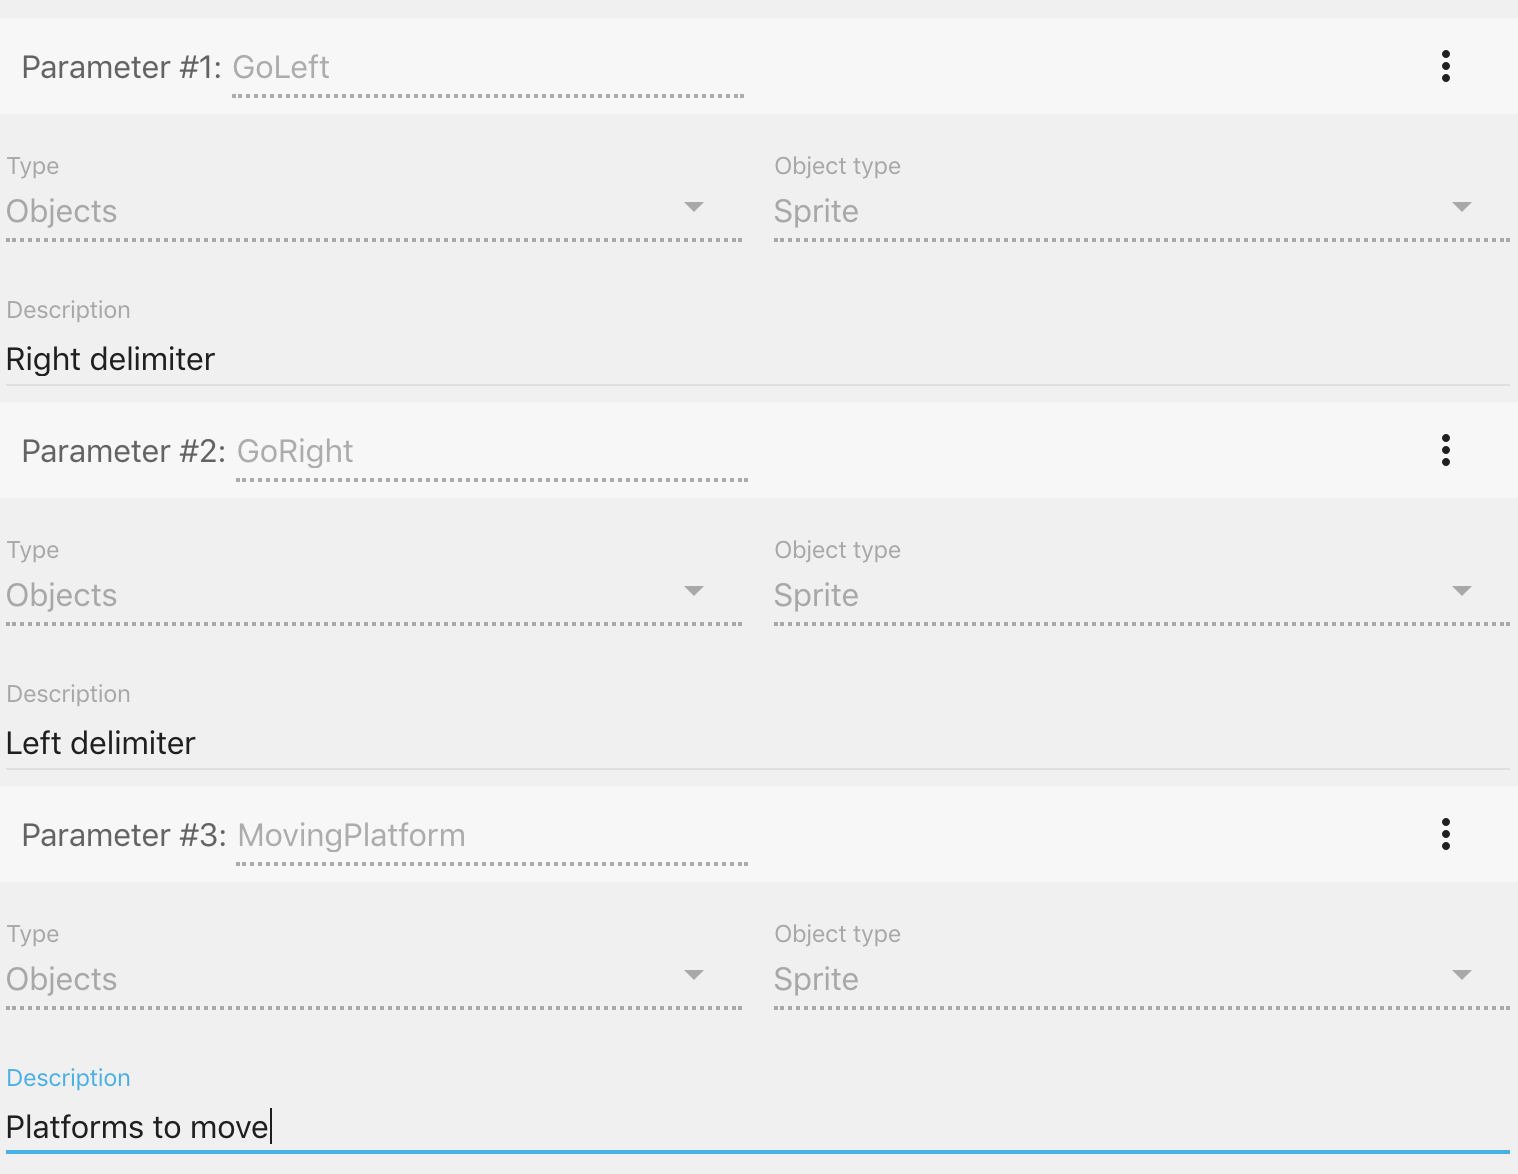 Parameter #1: GoLeft
Type Object type
Objects Sprite
Description
Right delimiter
Parameter #2: GoRight
Type Object type
Objects Sprite
Description
Left delimiter
Parameter #3: MovingPlatform
Type Object type
Objects Sprite
Description
Platforms to move